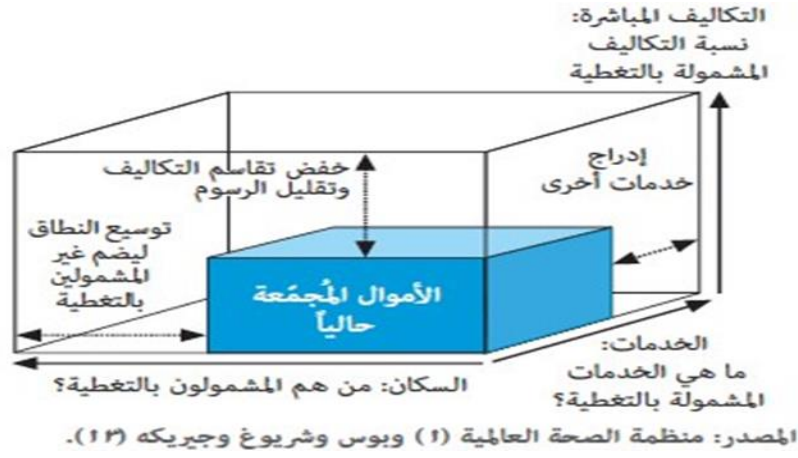 التكاليف المباشرة:
نسبة التكاليف
المشمولة بالتغطية
خفض تقاسم التكاليف
وتقليل الرسوم
إدراج
خدمات أخرى
توسيع النطاق
ليضم غير
المشمولين
بالتغطية
الأموال المُجمّعة
حالياً
الخدمات:
ما هي الخدمات
المشمولة بالتغطية؟
السكان: من هم المشمولون بالتغطية؟
المصدر: منظمة الصحة العالمية (١) وبوس وشريوغ وجيريكه (١٣).